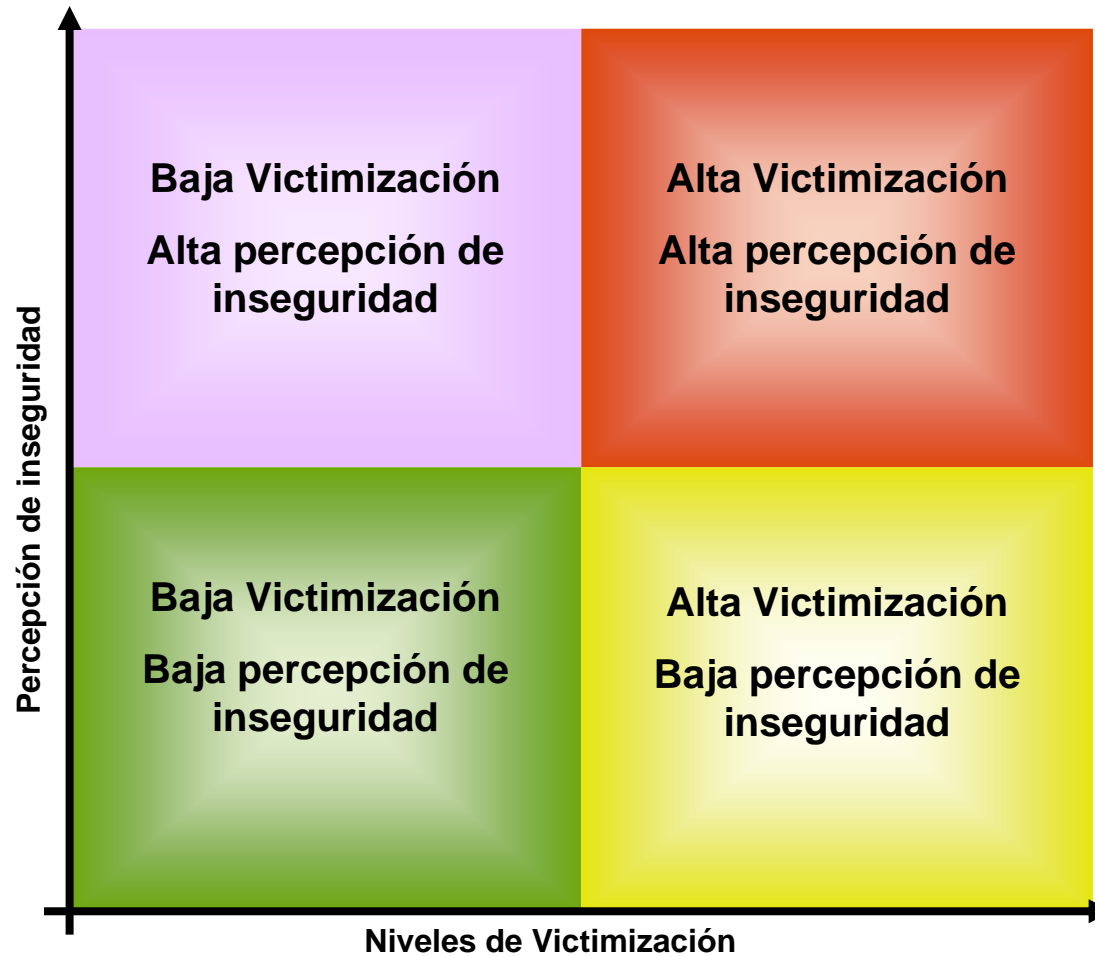 Percepción de inseguridad
Baja Victimización
Alta percepción de
inseguridad
Alta Victimización
Alta percepción de
inseguridad
Baja Victimización
Baja percepción de
inseguridad
Alta Victimización
Baja percepción de
inseguridad
Niveles de Victimización